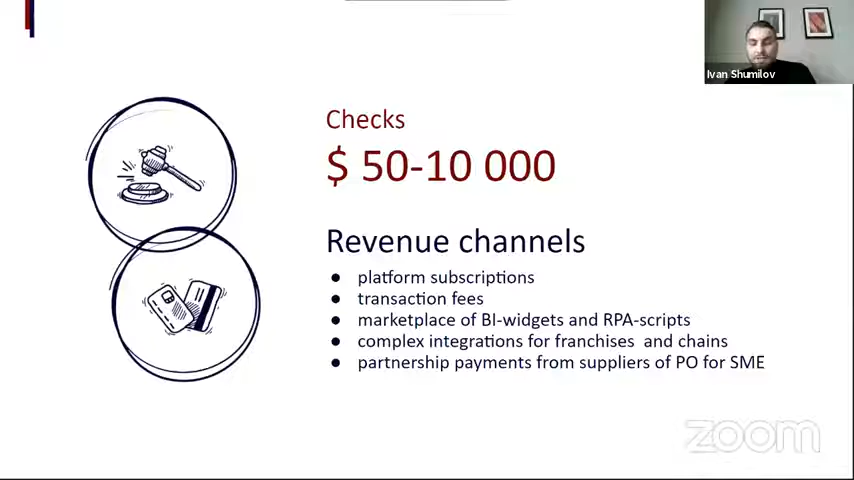 Ivan Shumilov
Checks
$ 50-10 000
Revenue channels
● platform subscriptions
● transaction fees
● marketplace of BI-widgets and RPA-scripts
● complex integrations for franchises and chains
● partnership payments from suppliers of PO for SME
zoom